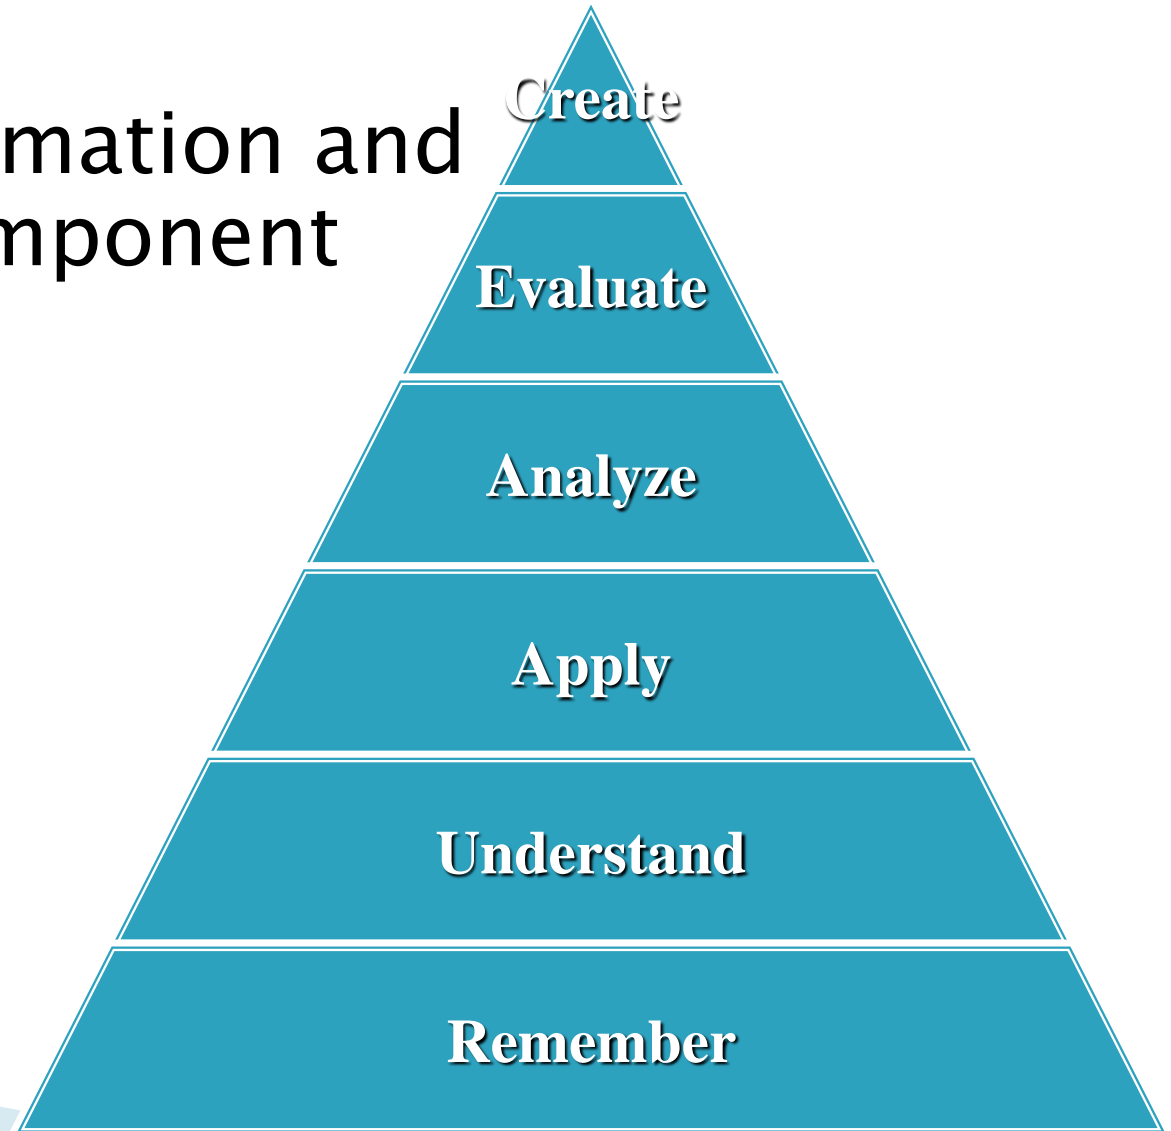 Create
mation and
mponent
Evaluate
Analyze
Apply
Understand
Remember